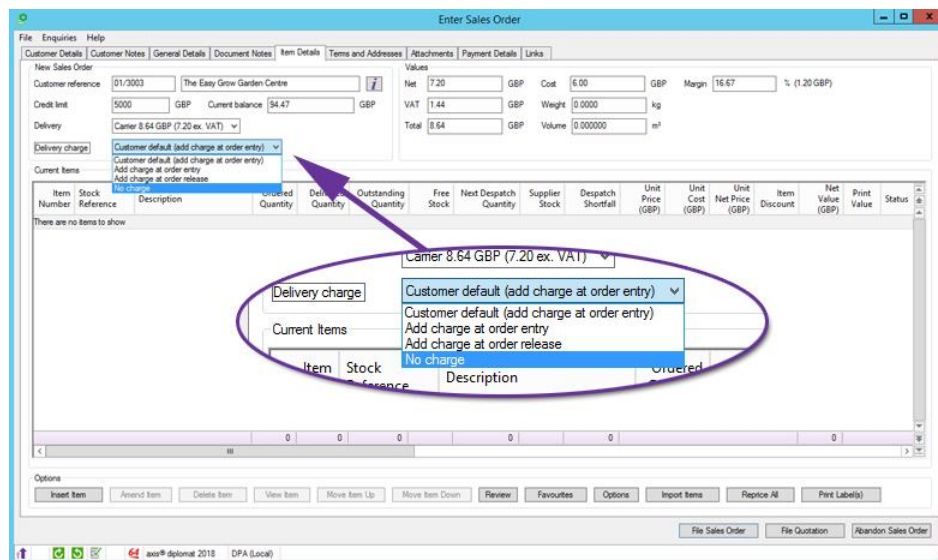 Enter Sales Order
File Enquiries Help
Customer Details Customer Notes General Details Document Notes Item Details Terms and Addresses Attachments Payment Details Links
New Sales Order Values
Customer reference 01/3003 The Easy Grow Garden Centre i Net 7.20 GBP Cost 6.00 GBP Margin 16.67 % (1.20 GBP)
Credit limit 5000 GBP Current balance 94.47 GBP VAT 1.44 GBP Weight 0.0000 kg
Delivery Carrier 8.64 GBP (7.20 ex. VAT) Total 8.64 GBP Volume 0.000000 m³
Delivery charge Customer default (add charge at order entry)
Customer default (add charge at order entry)
Add charge at order entry
Add charge at order release
No charge
Current Items
Item Number Stock Reference Description Ordered Quantity Delivered Quantity Outstanding Quantity Free Stock Next Despatch Quantity Supplier Stock Despatch Shortfall Unit Price (GBP) Unit Cost (GBP) Unit Net Price (GBP) Item Discount Net Value (GBP) Print Value Status
There are no items to show
Carrier 8.64 GBP (7.20 ex. VAT)
Delivery charge Customer default (add charge at order entry)
Customer default (add charge at order entry)
Add charge at order entry
Add charge at order release
No charge
Current Items
Item Stock Description Ordered
Reference
0 0 0 0 0 0
Options
Insert Item Amend Item Delete Item View Item Move Item Up Move Item Down Review Favourites Options Import Items Reprice All Print Label(s)
File Sales Order File Quotation Abandon Sales Order
axis® diplomat 2018 DPA (Local)